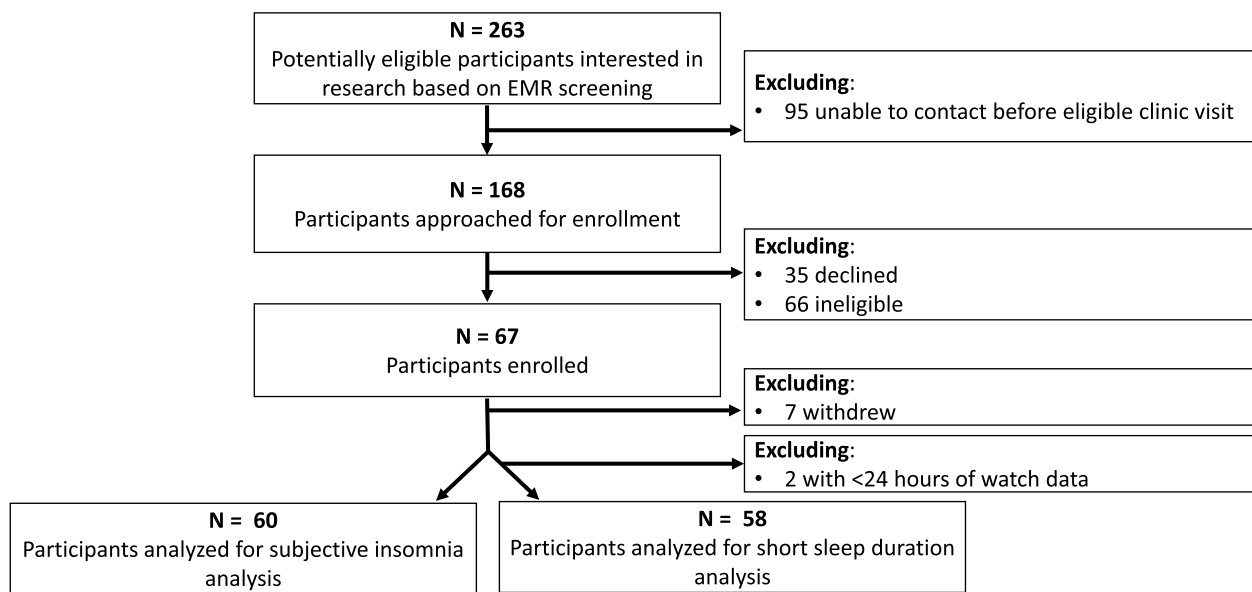 N = 263
Potentially eligible participants interested in
research based on EMR screening
Excluding:
• 95 unable to contact before eligible clinic visit
N = 168
Participants approached for enrollment
Excluding:
• 35 declined
• 66 ineligible
N = 67
Participants enrolled
Excluding:
• 7 withdrew
Excluding:
• 2 with <24 hours of watch data
N = 60
Participants analyzed for subjective insomnia
analysis
N = 58
Participants analyzed for short sleep duration
analysis